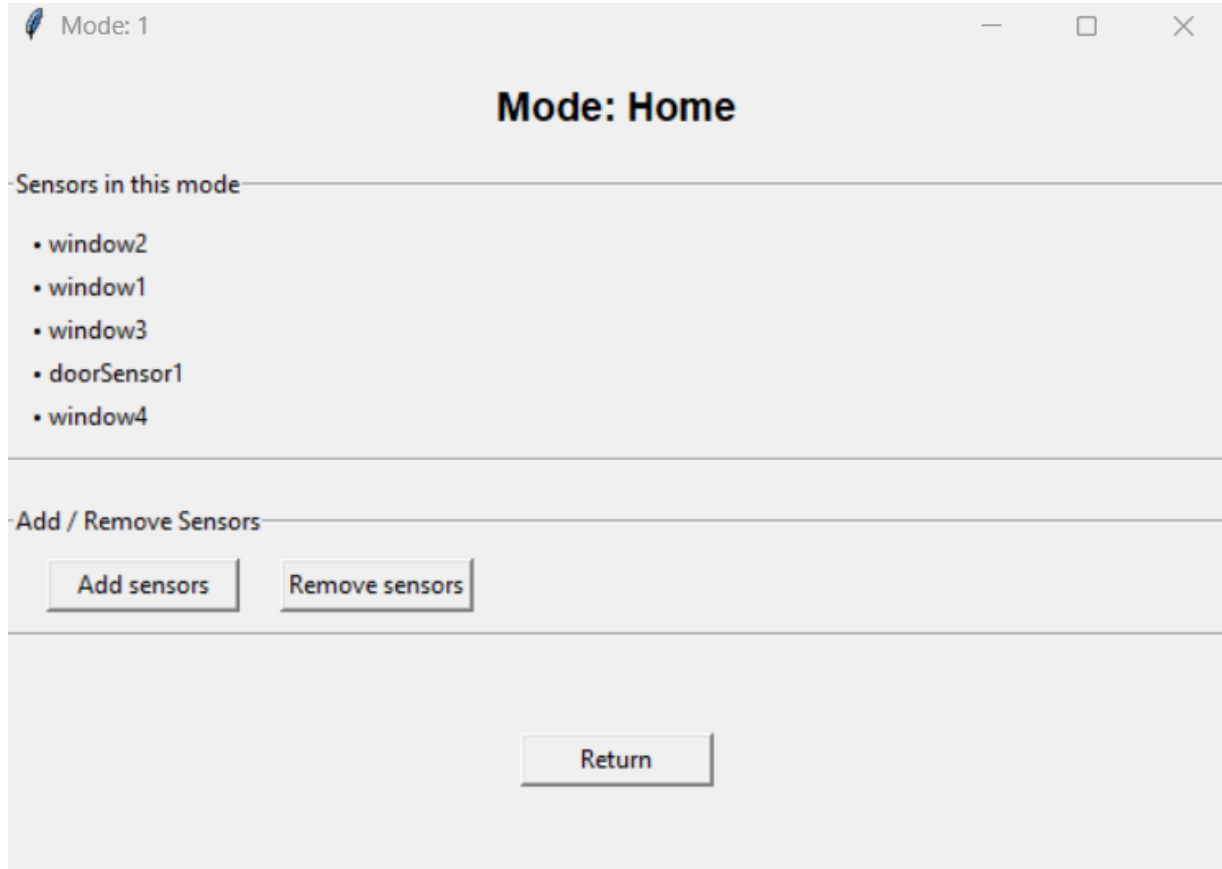 Mode: 1
Mode: Home
Sensors in this mode
• window2
• window1
• window3
• doorSensor1
• window4
Add / Remove Sensors
Add sensors Remove sensors
Return